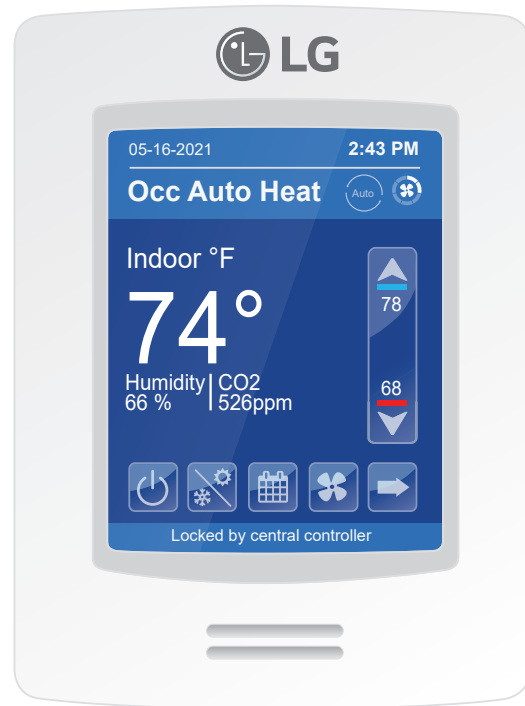 LG
05-16-2021 2:43 PM
Occ Auto Heat Auto
Indoor °F
74°
78
Humidity CO2
66 % 526ppm
68
Locked by central controller